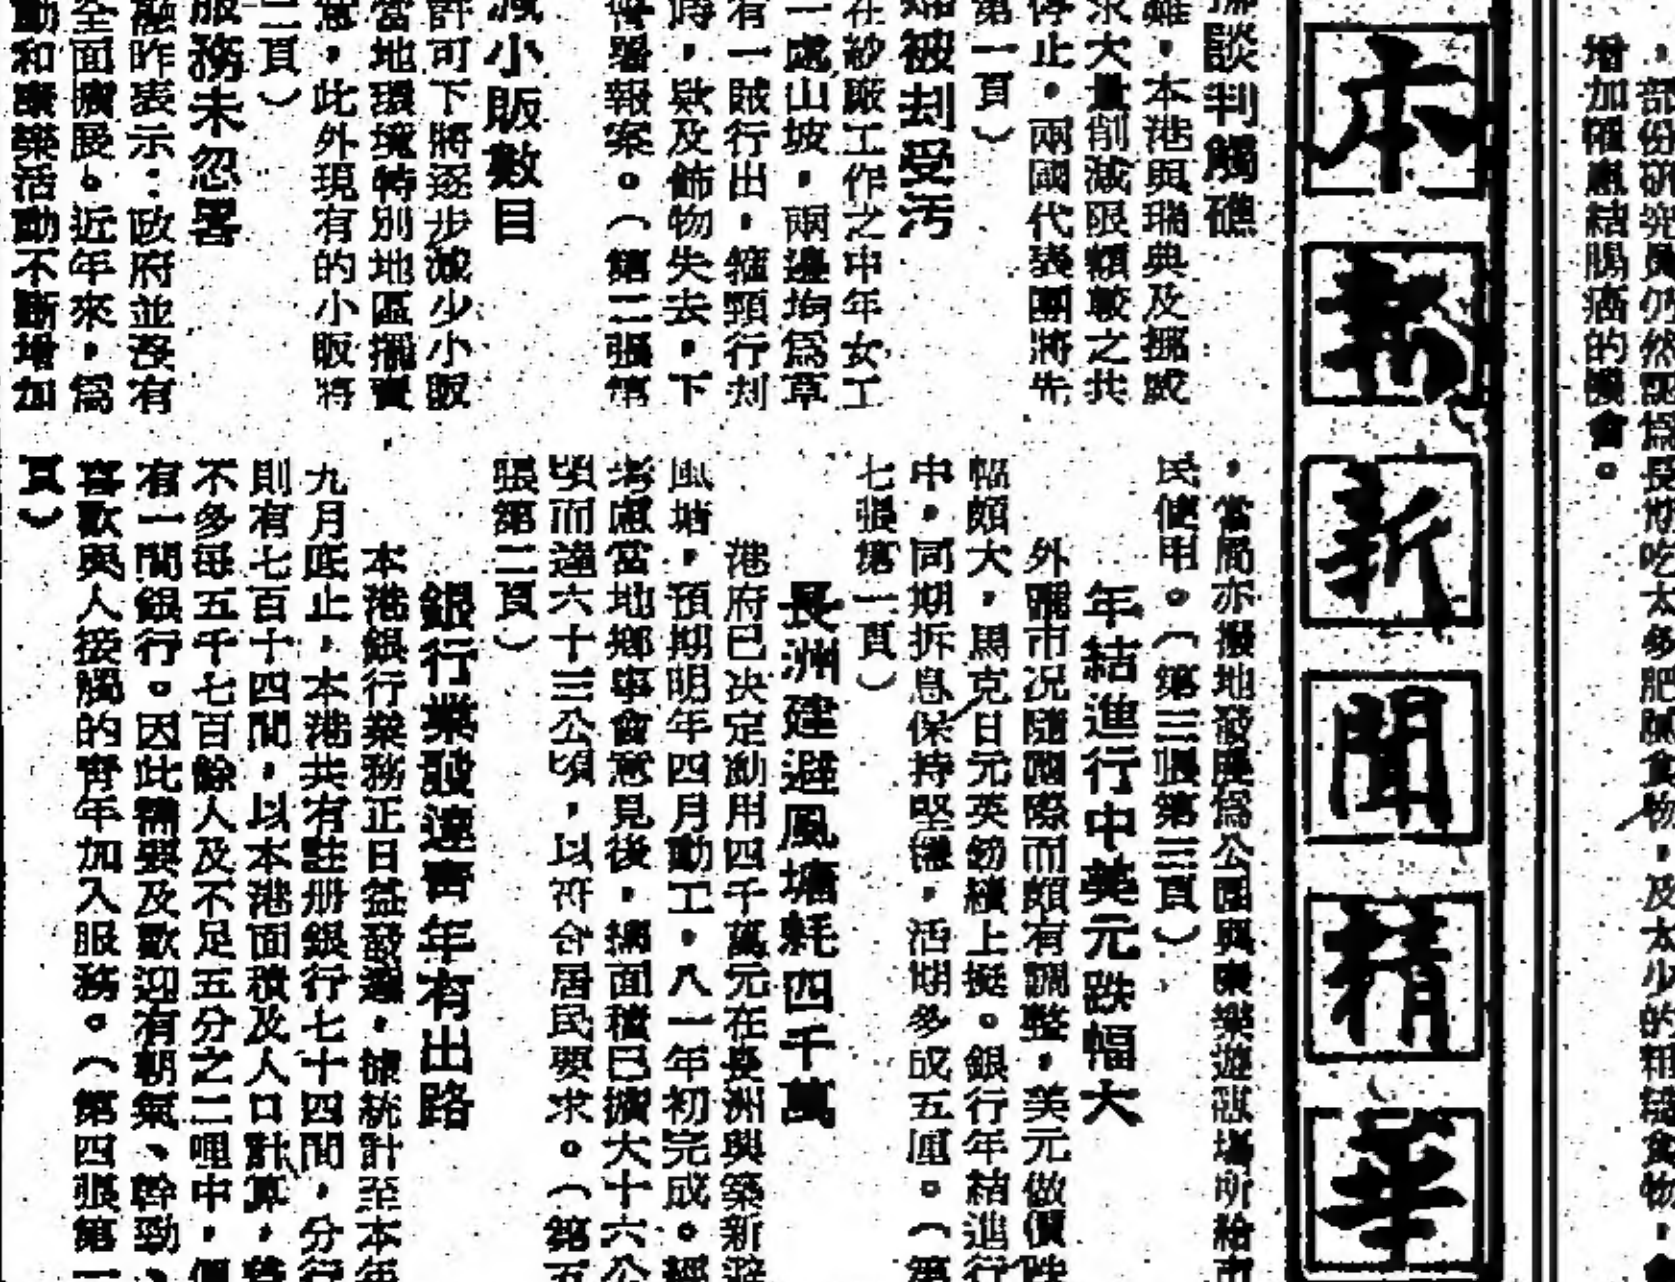 部份研究員仍然認爲長期吃太多肥膩食物，及太少的粗纖食物，會
增加罹患結腸癌的機會。
本報新聞精華
談判觸礁
難，本港與瑞典及挪威
求大量削減限額較之共
停止，兩國代表團將先
第一頁）
婦被刦受汚
在紗廠工作之中年女工
一處山坡，兩邊均爲草
有一賊行出，箍頸行刦
時，欵及飾物失去，下
警署報案。（第二張第
減小販數目
許可下將逐步減少小販
當地環境特別地區擺賣
意，此外現有的小販將
二頁）
服務未忽畧
融昨表示：政府並沒有
全面擴展。近年來，爲
動和康樂活動不斷增加
，當局亦撥地發展爲公園與康樂遊憇場所給市
民使用。（第三張第三頁）
年結進行中美元跌幅大
外匯市況隨國際而頗有調整，美元做價跌
幅頗大，馬克日元英鎊續上挺。銀行年結進行
中，同期拆息保持堅穩，活期多成五厘。（第
七張第一頁）
長洲建避風塘耗四千萬
港府已決定動用四千萬元在長洲興築新避
風塘，預期明年四月動工，八一年初完成。經
考慮當地鄉事會意見後，擴面積已擴大十六公
頃而達六十三公頃，以符合居民要求。（第五
張第二頁）
銀行業發達靑年有出路
本港銀行業務正日益發達，據統計至本年
九月底止，本港共有註册銀行七十四間，分行
則有七百十四間，以本港面積及人口計算，
不多每五千七百餘人及不足五分之二哩中，便
有一間銀行。因此需要及歡迎有朝氣、幹勁、
喜歡與人接觸的靑年加入服務。（第四張第一
頁）